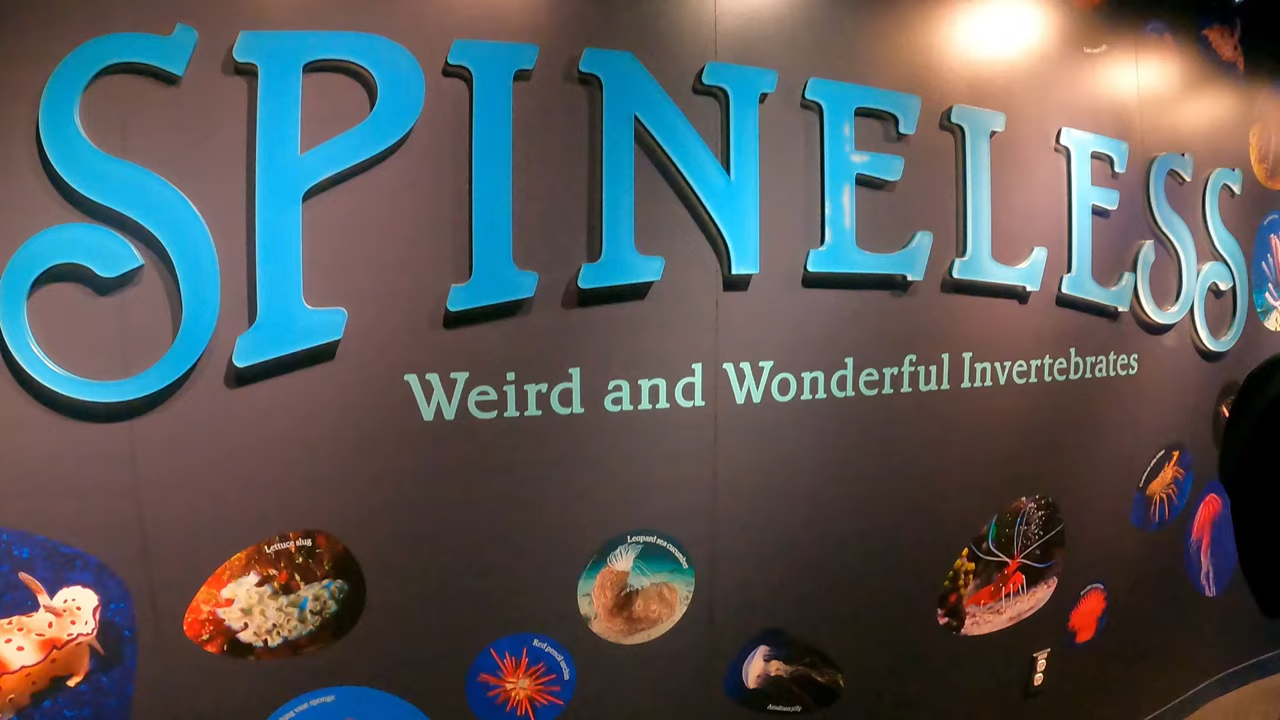 SPINELESS
Weird and Wonderful Invertebrates
Lettuce slug
Leopard sea cucumber
Red pencil urchin